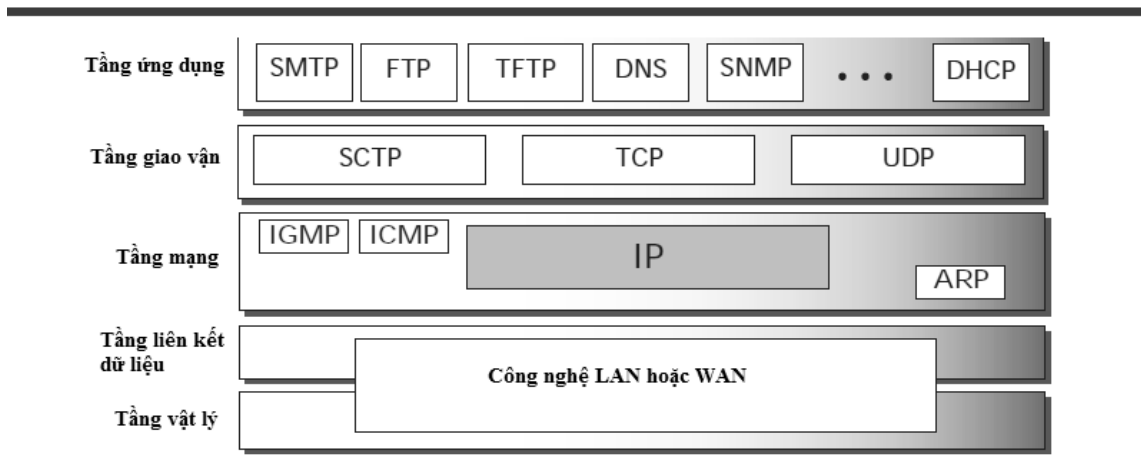 Tầng ứng dụng SMTP FTP TFTP DNS SNMP • • • DHCP
Tầng giao vận SCTP TCP UDP
IGMP ICMP
Tầng mạng IP
ARP
Tầng liên kết
dữ liệu
Công nghệ LAN hoặc WAN
Tầng vật lý